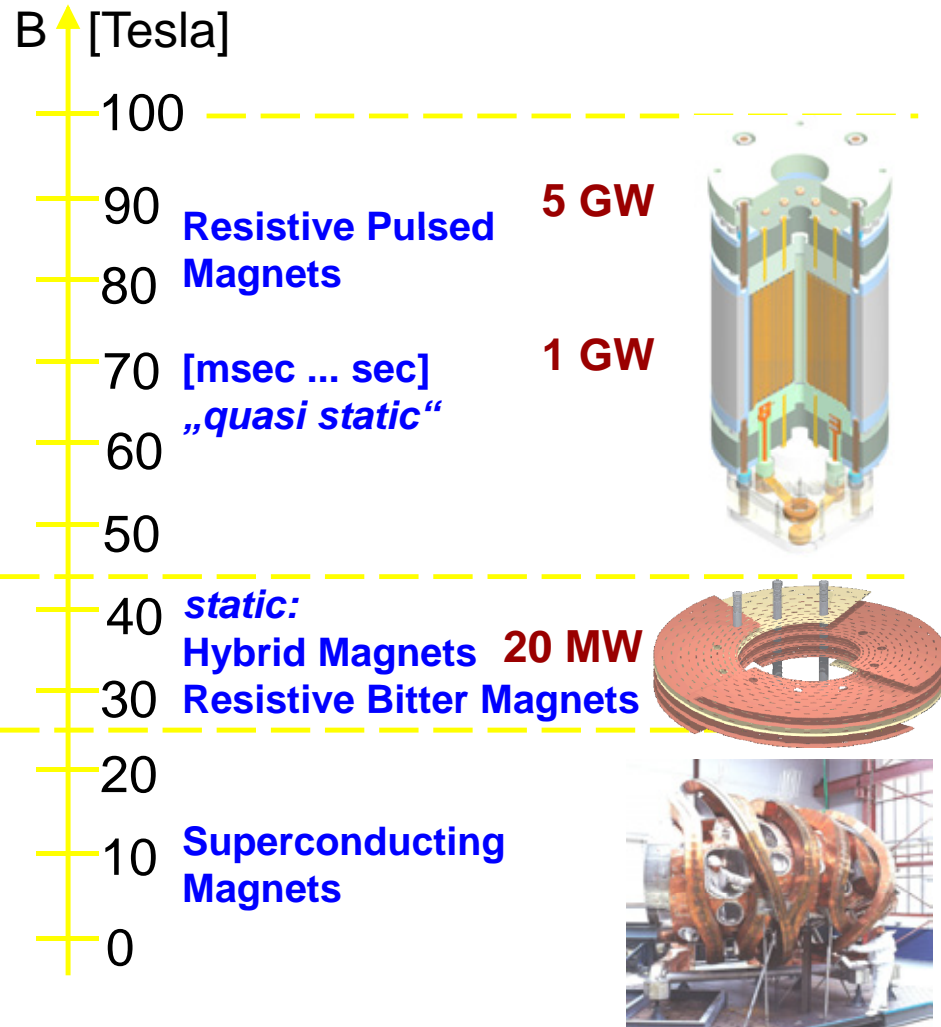 B [Tesla]
100
90
5 GW
Resistive Pulsed
Magnets
80
1 GW
70 [msec ... sec]
„quasi static“
60
50
40 static:
Hybrid Magnets 20 MW
30 Resistive Bitter Magnets
20
10 Superconducting
Magnets
0